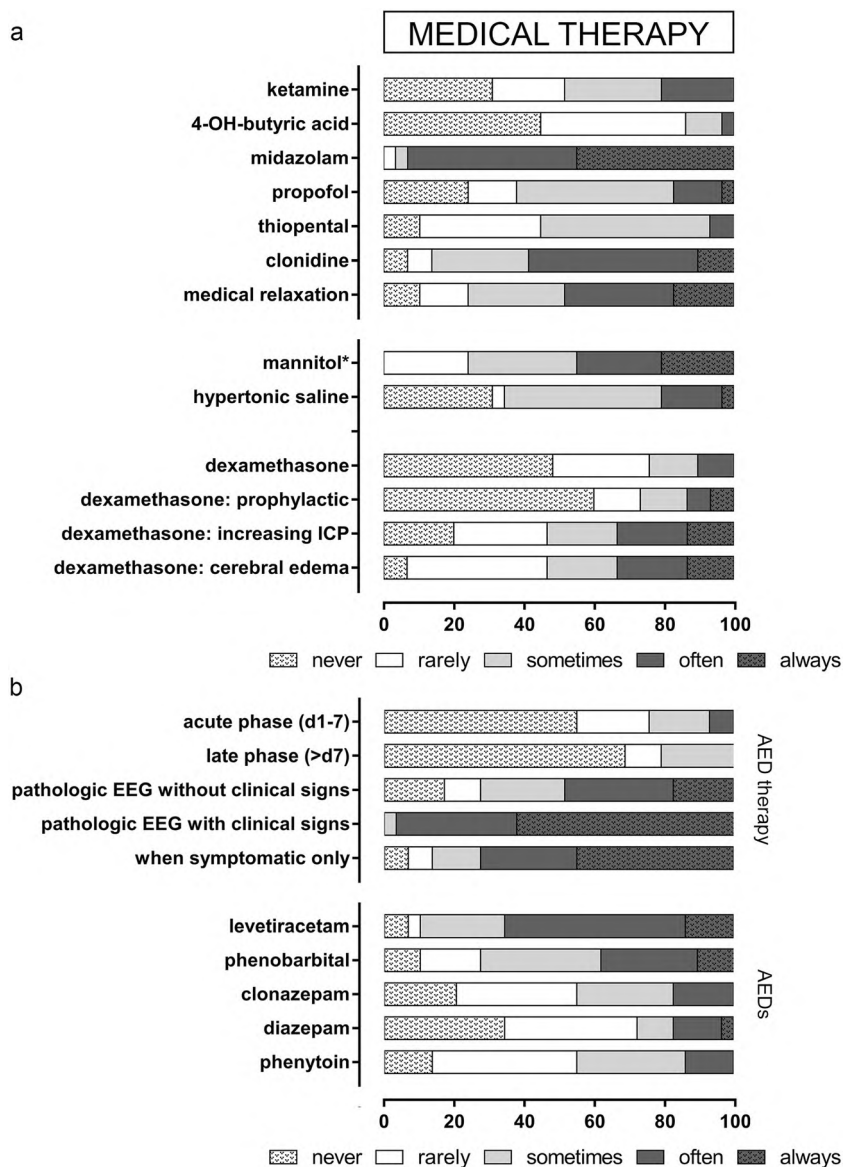 a
MEDICAL THERAPY
ketamine
4-OH-butyric acid
midazolam
propofol
thiopental
clonidine
medical relaxation
mannitol*
hypertonic saline
dexamethasone
dexamethasone: prophylactic
dexamethasone: increasing ICP
dexamethasone: cerebral edema
0 20 40 60 80 100
never rarely sometimes often always
b
acute phase (d1-7)
late phase (>d7)
pathologic EEG without clinical signs
pathologic EEG with clinical signs
when symptomatic only
AED therapy
levetiracetam
phenobarbital
clonazepam
diazepam
phenytoin
AEDs
0 20 40 60 80 100
never rarely sometimes often always